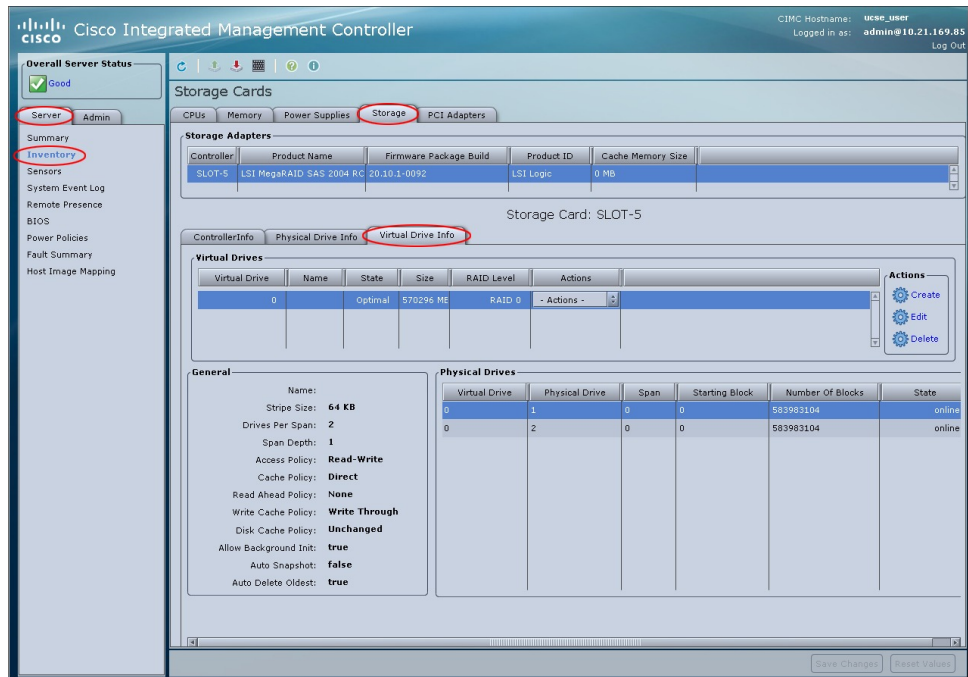 cisco
Cisco Integrated Management Controller
CIMC Hostname: ucse_user
Logged in as: admin@10.21.169.85
Log Out
Overall Server Status
Good
Server Admin
Summary
Inventory
Sensors
System Event Log
Remote Presence
BIOS
Power Policies
Fault Summary
Host Image Mapping
Storage Cards
CPUs Memory Power Supplies Storage PCI Adapters
Storage Adapters
Controller Product Name Firmware Package Build Product ID Cache Memory Size
SLOT-5 LSI MegaRAID SAS 2004 RC 20.10.1-0092 LSI Logic 0 MB
Storage Card: SLOT-5
ControllerInfo Physical Drive Info Virtual Drive Info
Virtual Drives
Virtual Drive Name State Size RAID Level Actions
0 Optimal 570296 ME RAID 0 - Actions -
Actions
Create
Edit
Delete
General
Name:
Stripe Size: 64 KB
Drives Per Span: 2
Span Depth: 1
Access Policy: Read-Write
Cache Policy: Direct
Read Ahead Policy: None
Write Cache Policy: Write Through
Disk Cache Policy: Unchanged
Allow Background Init: true
Auto Snapshot: false
Auto Delete Oldest: true
Physical Drives
Virtual Drive Physical Drive Span Starting Block Number Of Blocks State
0 1 0 0 583983104 online
0 2 0 0 583983104 online
Save Changes Reset Values